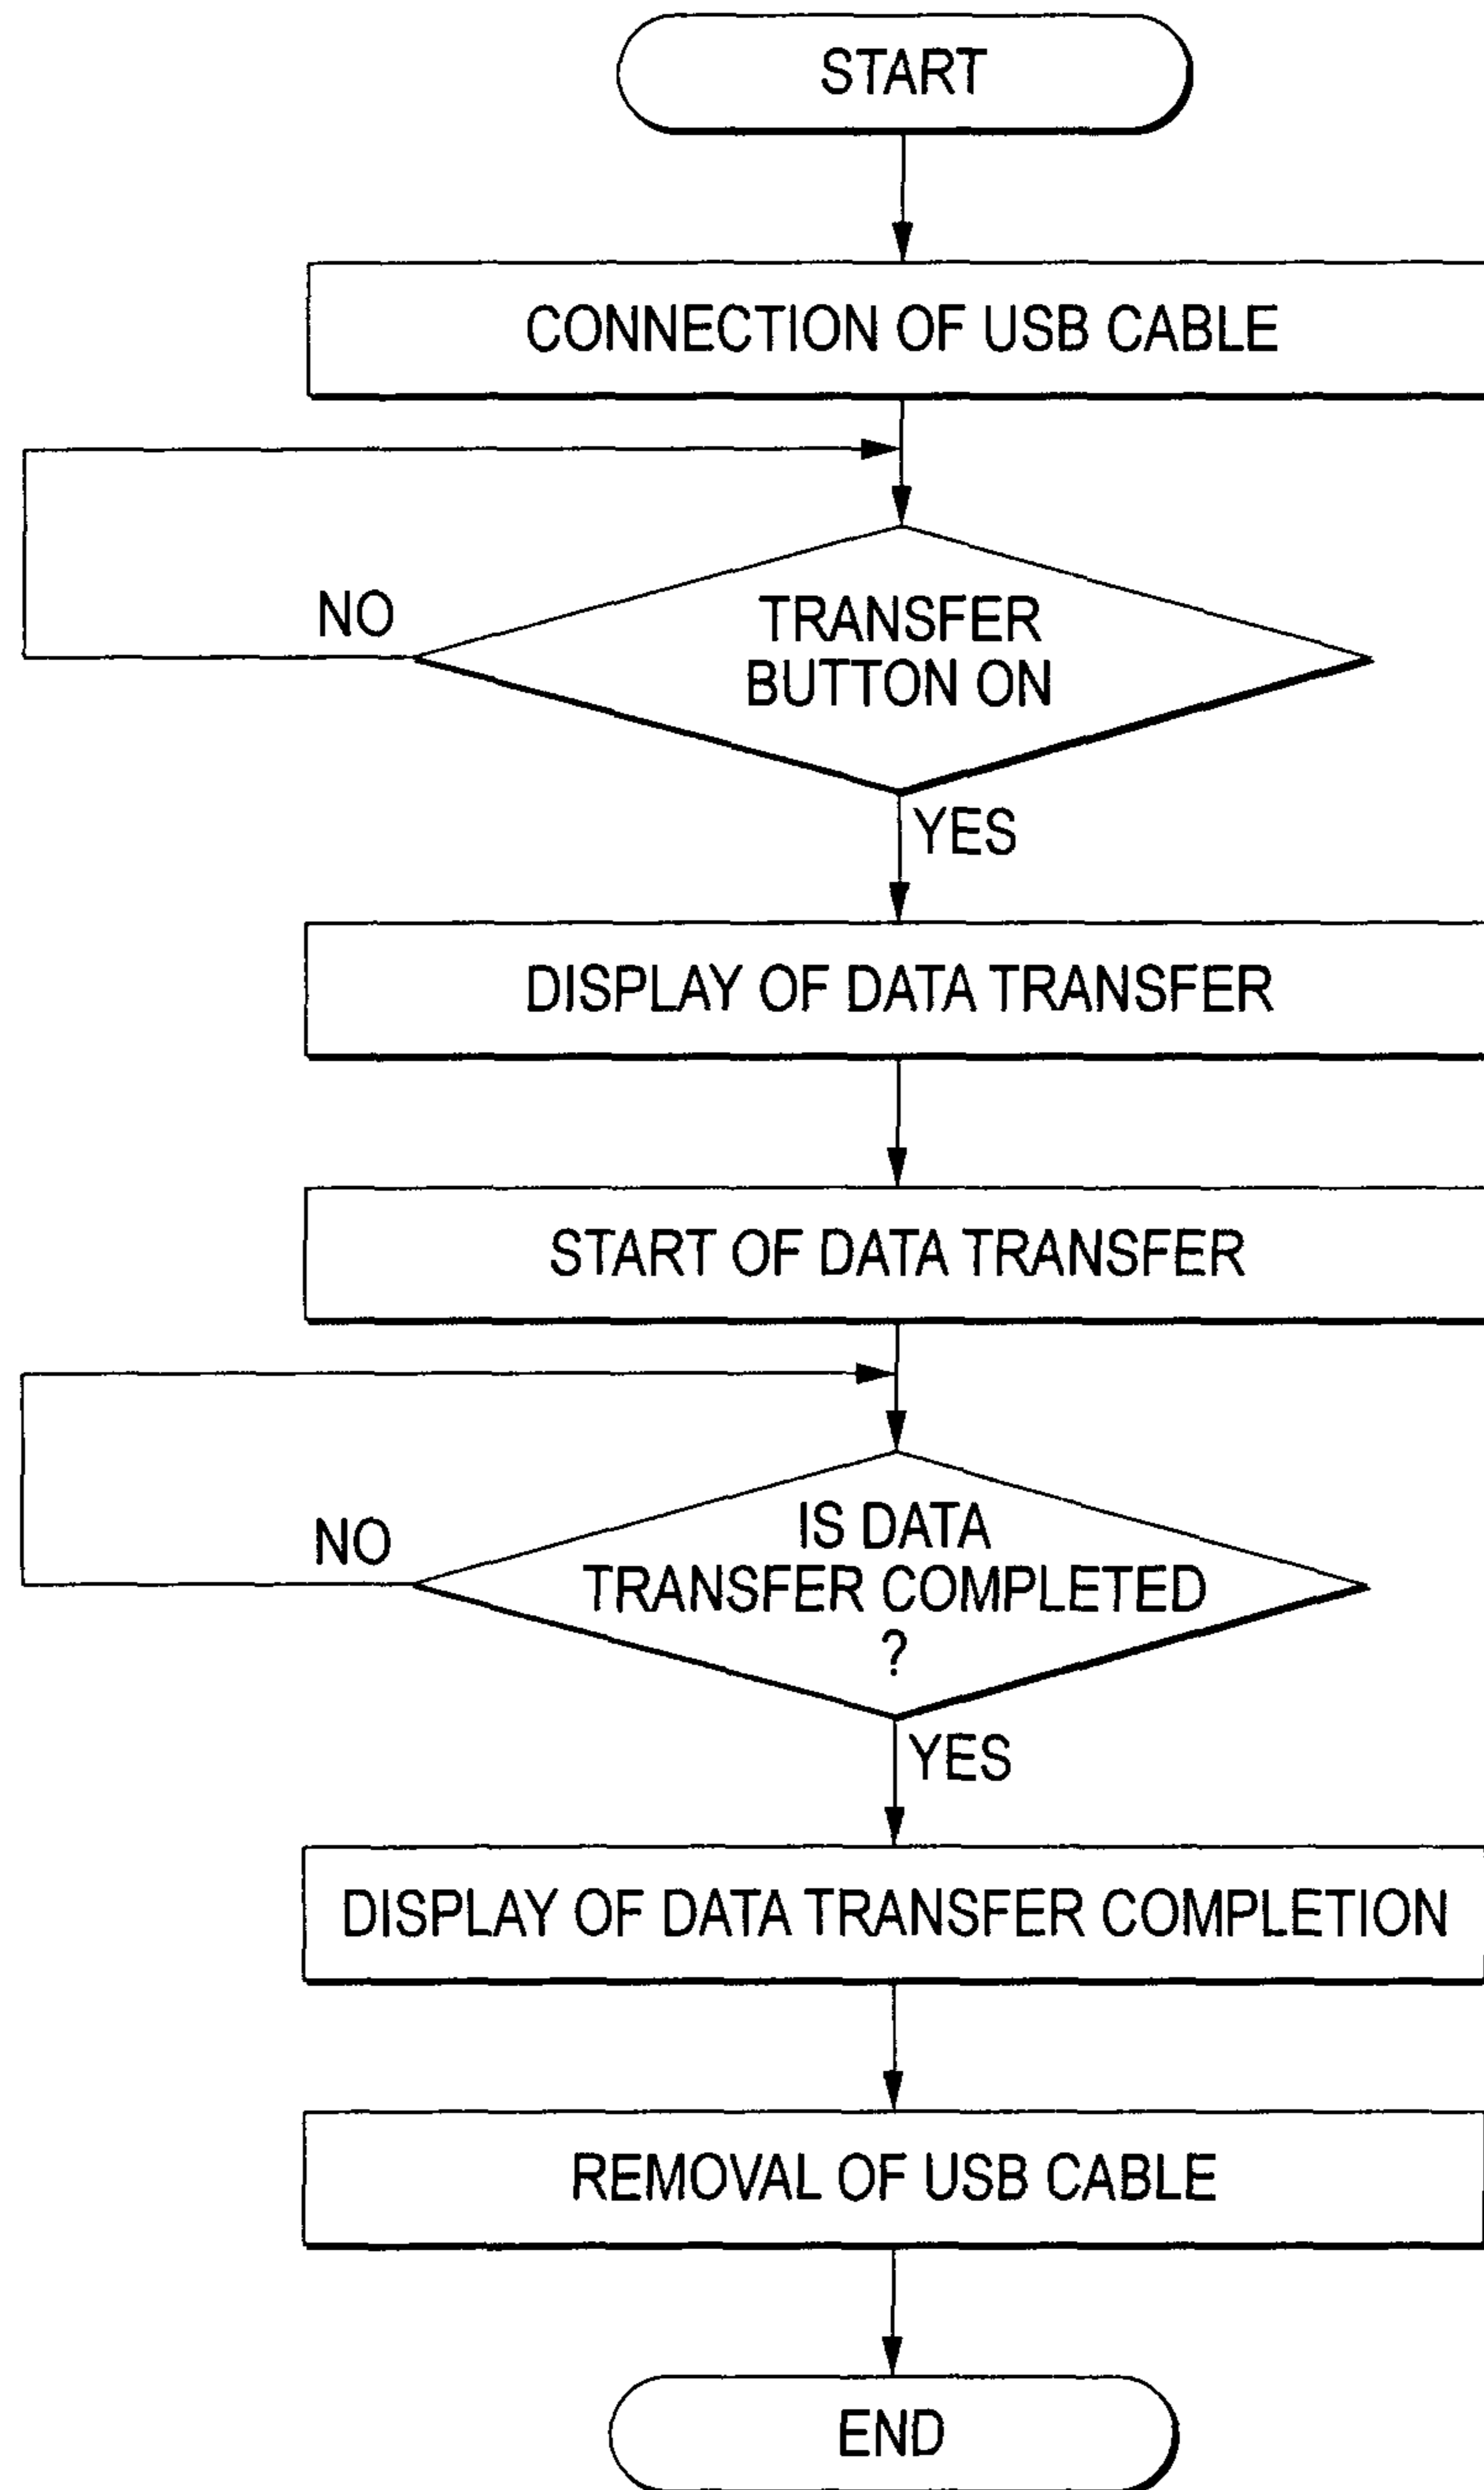 START
CONNECTION OF USB CABLE
NO
TRANSFER
BUTTON ON
YES
DISPLAY OF DATA TRANSFER
START OF DATA TRANSFER
NO
IS DATA
TRANSFER COMPLETED
?
YES
DISPLAY OF DATA TRANSFER COMPLETION
REMOVAL OF USB CABLE
END